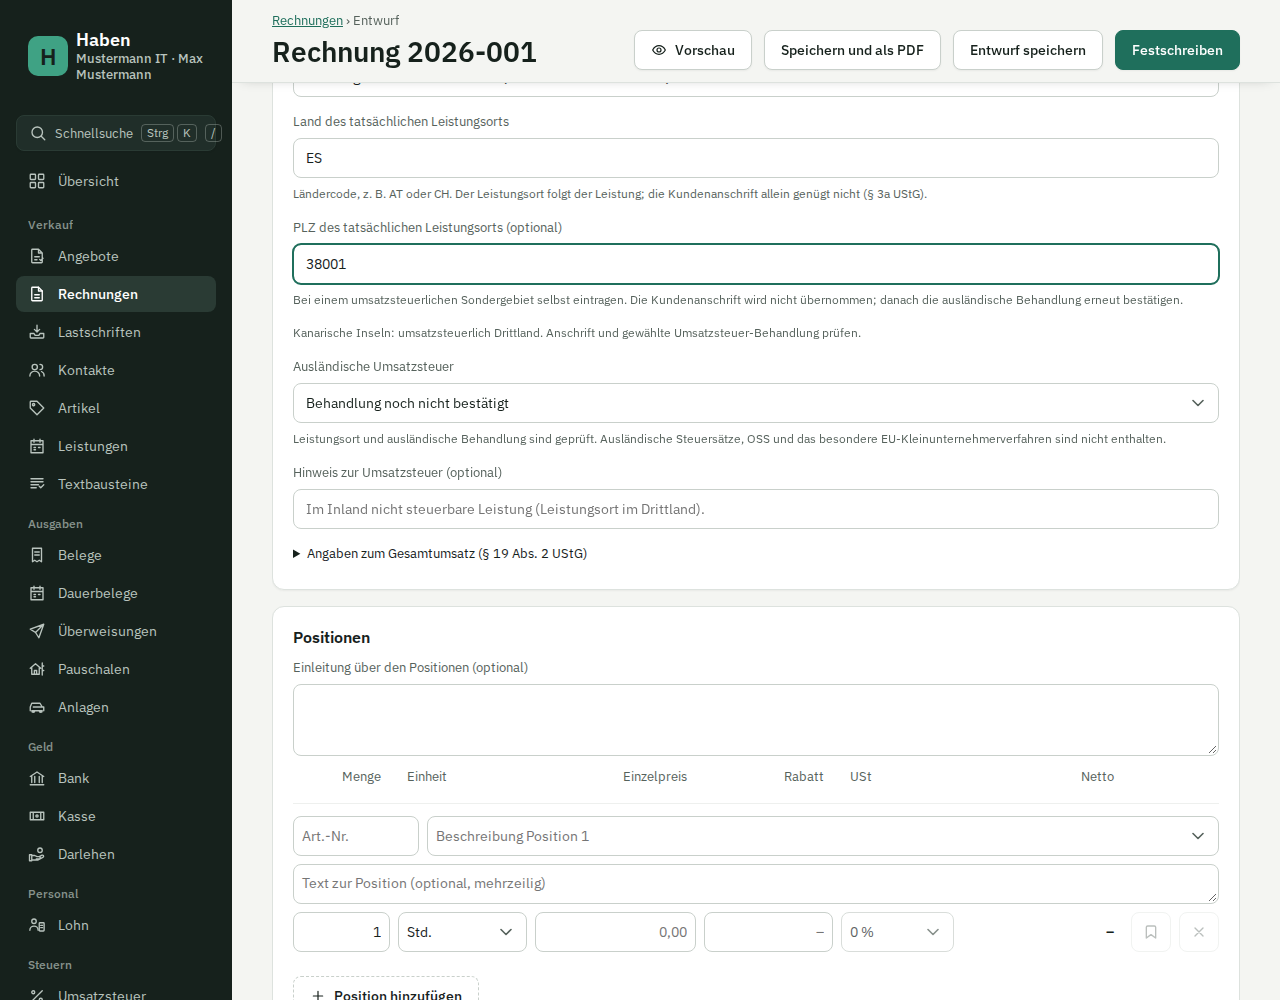 H
Haben
Mustermann IT · Max
Mustermann
Schnellsuche Strg K /
Übersicht
Verkauf
Angebote
Rechnungen
Lastschriften
Kontakte
Artikel
Leistungen
Textbausteine
Ausgaben
Belege
Dauerbelege
Überweisungen
Pauschalen
Anlagen
Geld
Bank
Kasse
Darlehen
Personal
Lohn
Steuern
Umsatzsteuer
Rechnungen › Entwurf
Rechnung 2026-001
Vorschau
Speichern und als PDF
Entwurf speichern
Festschreiben
Land des tatsächlichen Leistungsorts
ES
Ländercode, z. B. AT oder CH. Der Leistungsort folgt der Leistung; die Kundenanschrift allein genügt nicht (§ 3a UStG).
PLZ des tatsächlichen Leistungsorts (optional)
38001
Bei einem umsatzsteuerlichen Sondergebiet selbst eintragen. Die Kundenanschrift wird nicht übernommen; danach die ausländische Behandlung erneut bestätigen.
Kanarische Inseln: umsatzsteuerlich Drittland. Anschrift und gewählte Umsatzsteuer-Behandlung prüfen.
Ausländische Umsatzsteuer
Behandlung noch nicht bestätigt
Leistungsort und ausländische Behandlung sind geprüft. Ausländische Steuersätze, OSS und das besondere EU-Kleinunternehmerverfahren sind nicht enthalten.
Hinweis zur Umsatzsteuer (optional)
Im Inland nicht steuerbare Leistung (Leistungsort im Drittland).
Angaben zum Gesamtumsatz (§ 19 Abs. 2 UStG)
Positionen
Einleitung über den Positionen (optional)
Menge Einheit Einzelpreis Rabatt USt Netto
Art.-Nr. Beschreibung Position 1
Text zur Position (optional, mehrzeilig)
1 Std. 0,00 – 0 % –
Position hinzufügen